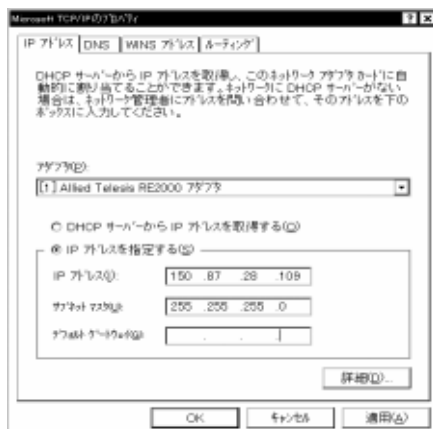 Microsoft TCP/IPのﾌﾟﾛﾊﾟﾃｨ
IP ｱﾄﾞﾚｽ DNS WINS ｱﾄﾞﾚｽ ﾙｰﾃｨﾝｸﾞ
DHCP ｻｰﾊﾞｰから IP ｱﾄﾞﾚｽを取得し、このﾈｯﾄﾜｰｸ ｱﾀﾞﾌﾟﾀ ｶｰﾄﾞに自
動的に割り当てることができます。ﾈｯﾄﾜｰｸに DHCP ｻｰﾊﾞｰがない
場合は、ﾈｯﾄﾜｰｸ管理者にｱﾄﾞﾚｽを問い合わせて、そのｱﾄﾞﾚｽを下の
ﾎﾞｯｸｽに入力してください。
ｱﾀﾞﾌﾟﾀ(P):
[1] Allied Telesis RE2000 ｱﾀﾞﾌﾟﾀ
DHCP ｻｰﾊﾞｰから IP ｱﾄﾞﾚｽを取得する(O)
IP ｱﾄﾞﾚｽを指定する(S)
IP ｱﾄﾞﾚｽ(I): 150 .87 .28 .109
ｻﾌﾞﾈｯﾄ ﾏｽｸ(U): 255 .255 .255 .0
ﾃﾞﾌｫﾙﾄ ｹﾞｰﾄｳｪｲ(G): . . .
詳細(D)...
OK ｷｬﾝｾﾙ 適用(A)